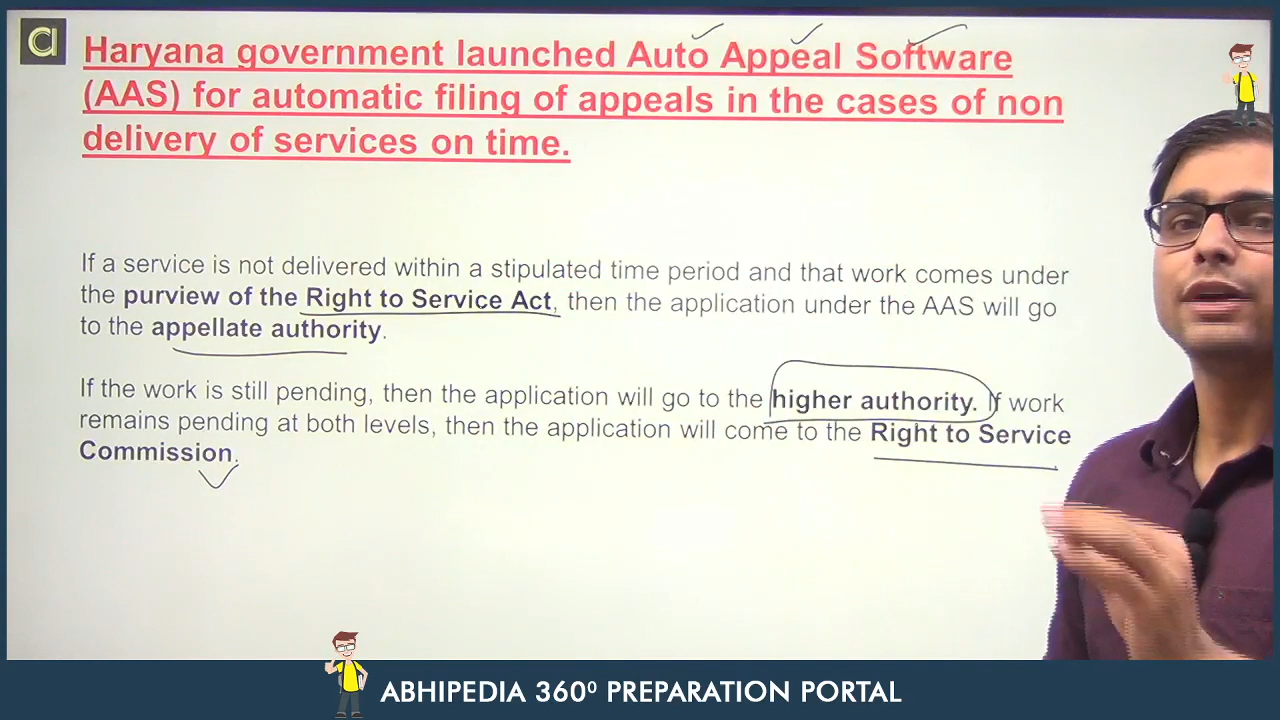 Haryana government launched Auto Appeal Software
(AAS) for automatic filing of appeals in the cases of non
delivery of services on time.
If a service is not delivered within a stipulated time period and that work comes under
the purview of the Right to Service Act, then the application under the AAS will go
to the appellate authority.
If the work is still pending, then the application will go to the higher authority. If work
remains pending at both levels, then the application will come to the Right to Service
Commission.
ABHIPEDIA 360⁰ PREPARATION PORTAL